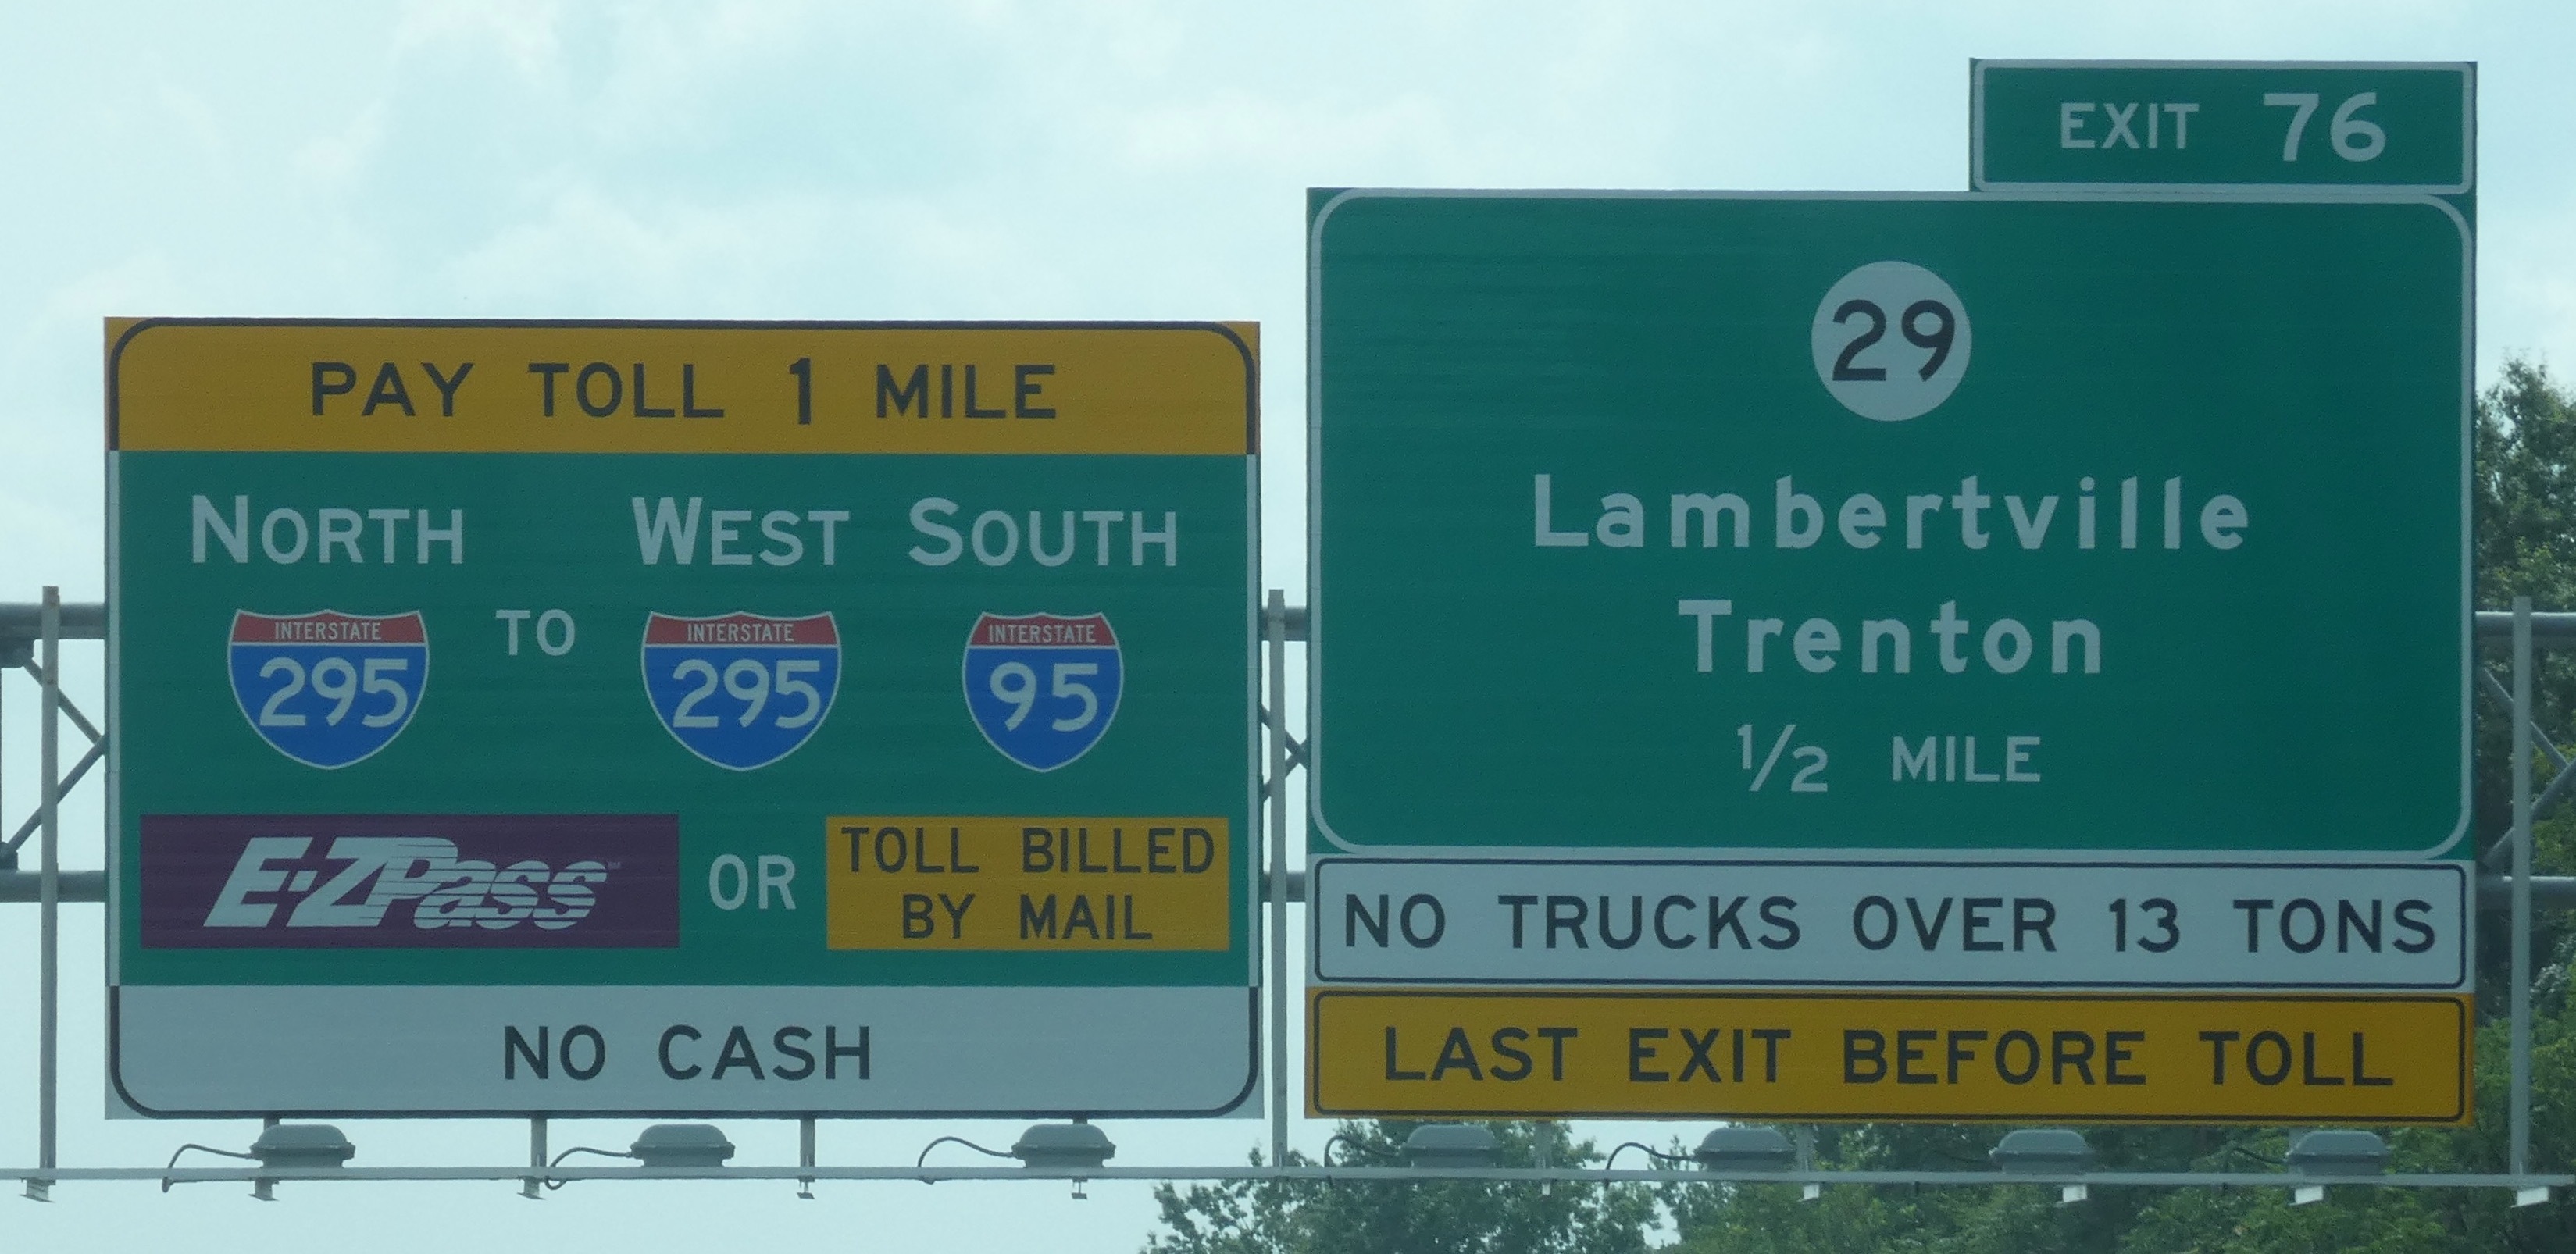 PAY TOLL 1 MILE
NORTH TO WEST SOUTH
INTERSTATE 295 INTERSTATE 295 INTERSTATE 95
E-ZPass SM OR TOLL BILLED BY MAIL
NO CASH
EXIT 76
29
Lambertville
Trenton
1/2 MILE
NO TRUCKS OVER 13 TONS
LAST EXIT BEFORE TOLL